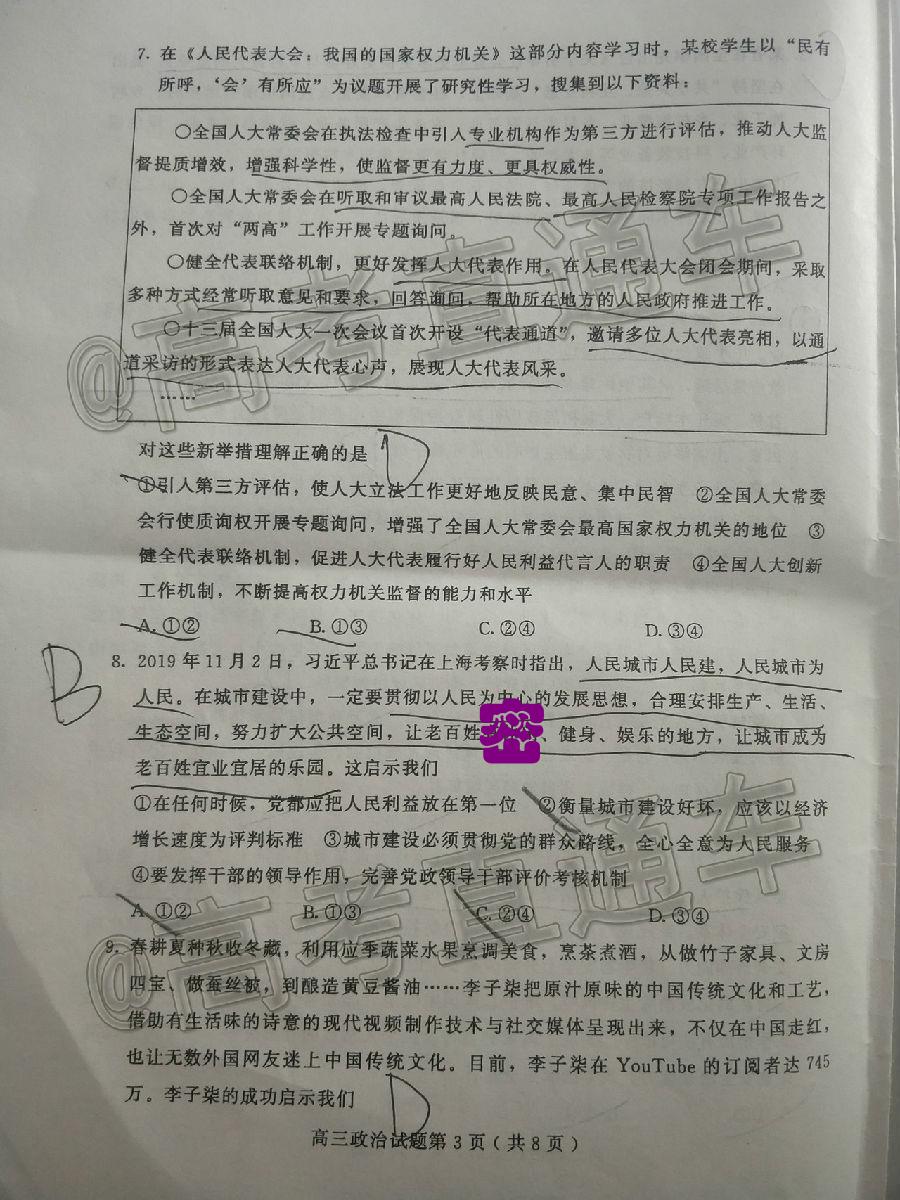 7. 在《人民代表大会：我国的国家权力机关》这部分内容学习时，某校学生以“民有
所呼，‘会’有所应”为议题开展了研究性学习，搜集到以下资料：
○全国人大常委会在执法检查中引入专业机构作为第三方进行评估，推动人大监
督提质增效，增强科学性，使监督更有力度、更具权威性。
○全国人大常委会在听取和审议最高人民法院、最高人民检察院专项工作报告之
外，首次对“两高”工作开展专题询问。
○健全代表联络机制，更好发挥人大代表作用。在人民代表大会闭会期间，采取
多种方式经常听取意见和要求，回答询问，帮助所在地方的人民政府推进工作。
○十三届全国人大一次会议首次开设“代表通道”，邀请多位人大代表亮相，以通
道采访的形式表达人大代表心声，展现人大代表风采。
……
对这些新举措理解正确的是 D
①引入第三方评估，使人大立法工作更好地反映民意、集中民智 ②全国人大常委
会行使质询权开展专题询问，增强了全国人大常委会最高国家权力机关的地位 ③
健全代表联络机制，促进人大代表履行好人民利益代言人的职责 ④全国人大创新
工作机制，不断提高权力机关监督的能力和水平
A. ①② B. ①③ C. ②④ D. ③④
B
8. 2019年11月2日，习近平总书记在上海考察时指出，人民城市人民建，人民城市为
人民。在城市建设中，一定要贯彻以人民为中心的发展思想，合理安排生产、生活、
生态空间，努力扩大公共空间，让老百姓 、健身、娱乐的地方，让城市成为
老百姓宜业宜居的乐园。这启示我们
①在任何时候，党都应把人民利益放在第一位 ②衡量城市建设好坏，应该以经济
增长速度为评判标准 ③城市建设必须贯彻党的群众路线，全心全意为人民服务
④要发挥干部的领导作用，完善党政领导干部评价考核机制
A. ①② B. ①③ C. ②④ D. ③④
9. 春耕夏种秋收冬藏，利用应季蔬菜水果烹调美食，烹茶煮酒，从做竹子家具、文房
四宝、做蚕丝被，到酿造黄豆酱油……李子柒把原汁原味的中国传统文化和工艺，
借助有生活味的诗意的现代视频制作技术与社交媒体呈现出来，不仅在中国走红，
也让无数外国网友迷上中国传统文化。目前，李子柒在 YouTube 的订阅者达 745
万。李子柒的成功启示我们 D
高三政治试题第3页（共8页）
@高考直通车
@高考直通车